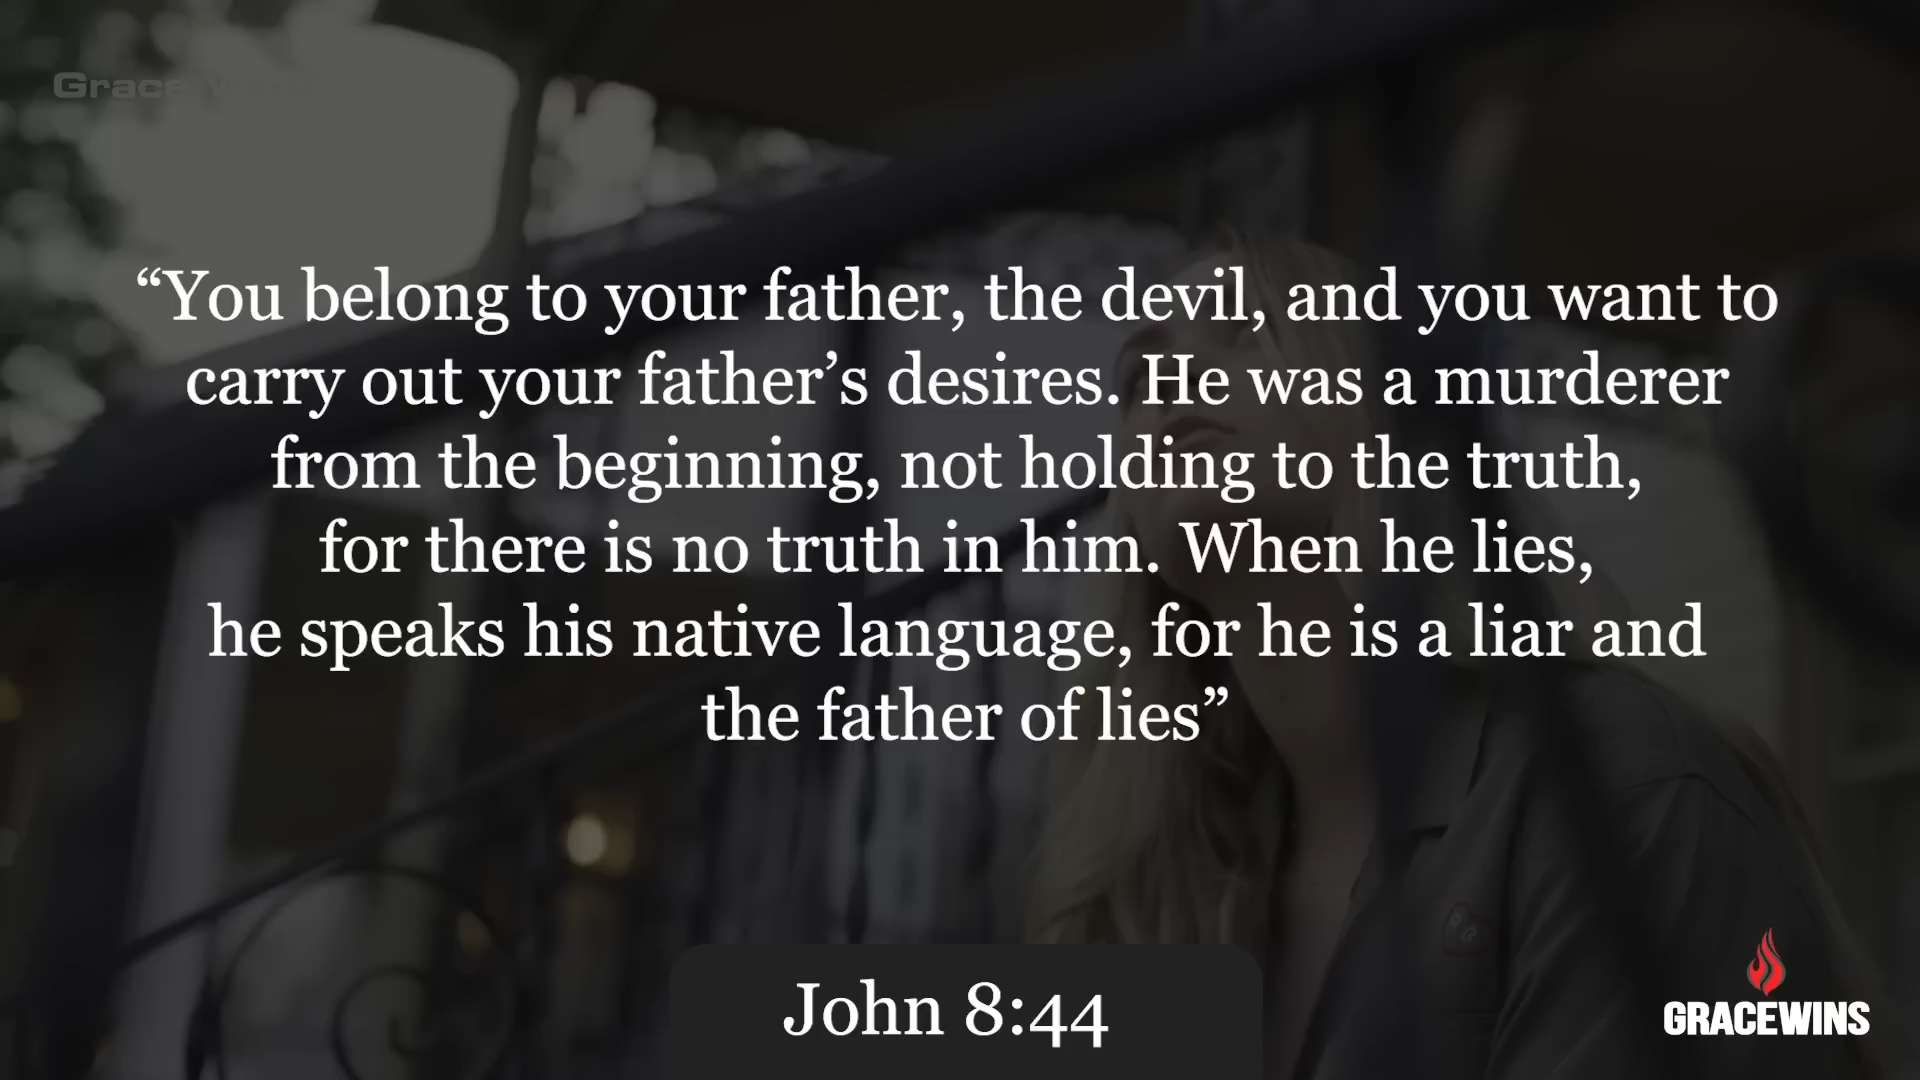 Grace Wins
“You belong to your father, the devil, and you want to
carry out your father’s desires. He was a murderer
from the beginning, not holding to the truth,
for there is no truth in him. When he lies,
he speaks his native language, for he is a liar and
the father of lies”
John 8:44
GRACEWINS